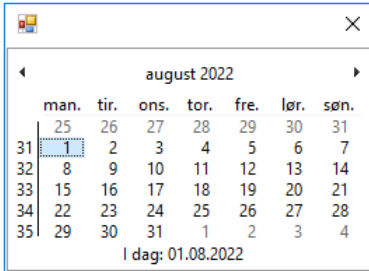 august 2022
man. tir. ons. tor. fre. lør. søn.
25 26 27 28 29 30 31
31 1 2 3 4 5 6 7
32 8 9 10 11 12 13 14
33 15 16 17 18 19 20 21
34 22 23 24 25 26 27 28
35 29 30 31 1 2 3 4
I dag: 01.08.2022